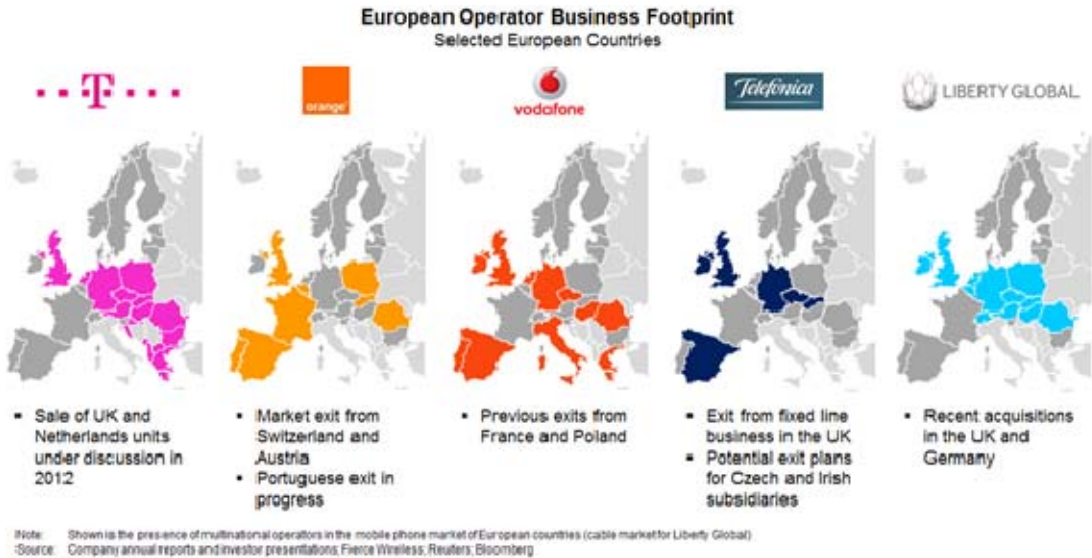 European Operator Business Footprint
Selected European Countries
T
orange
vodafone
Telefónica
LIBERTY GLOBAL
▪ Sale of UK and
Netherlands units
under discussion in
2012
▪ Market exit from
Switzerland and
Austria
▪ Portuguese exit in
progress
▪ Previous exits from
France and Poland
▪ Exit from fixed line
business in the UK
▪ Potential exit plans
for Czech and Irish
subsidiaries
▪ Recent acquisitions
in the UK and
Germany
Note: Shown is the presence of multinational operators in the mobile phone market of European countries (cable market for Liberty Global)
Source: Company annual reports and investor presentations; Fierce Wireless; Reuters; Bloomberg